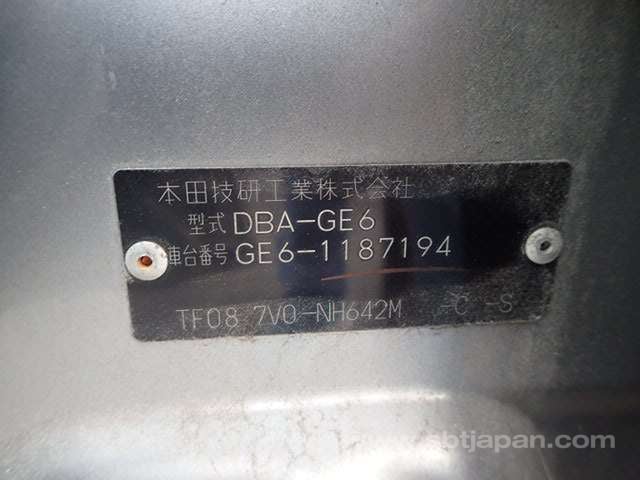 本田技研工業株式会社
型式 DBA-GE6
車台番号 GE6-1187194
TF08 7V0-NH642M -C -S
www.sbtjapan.com